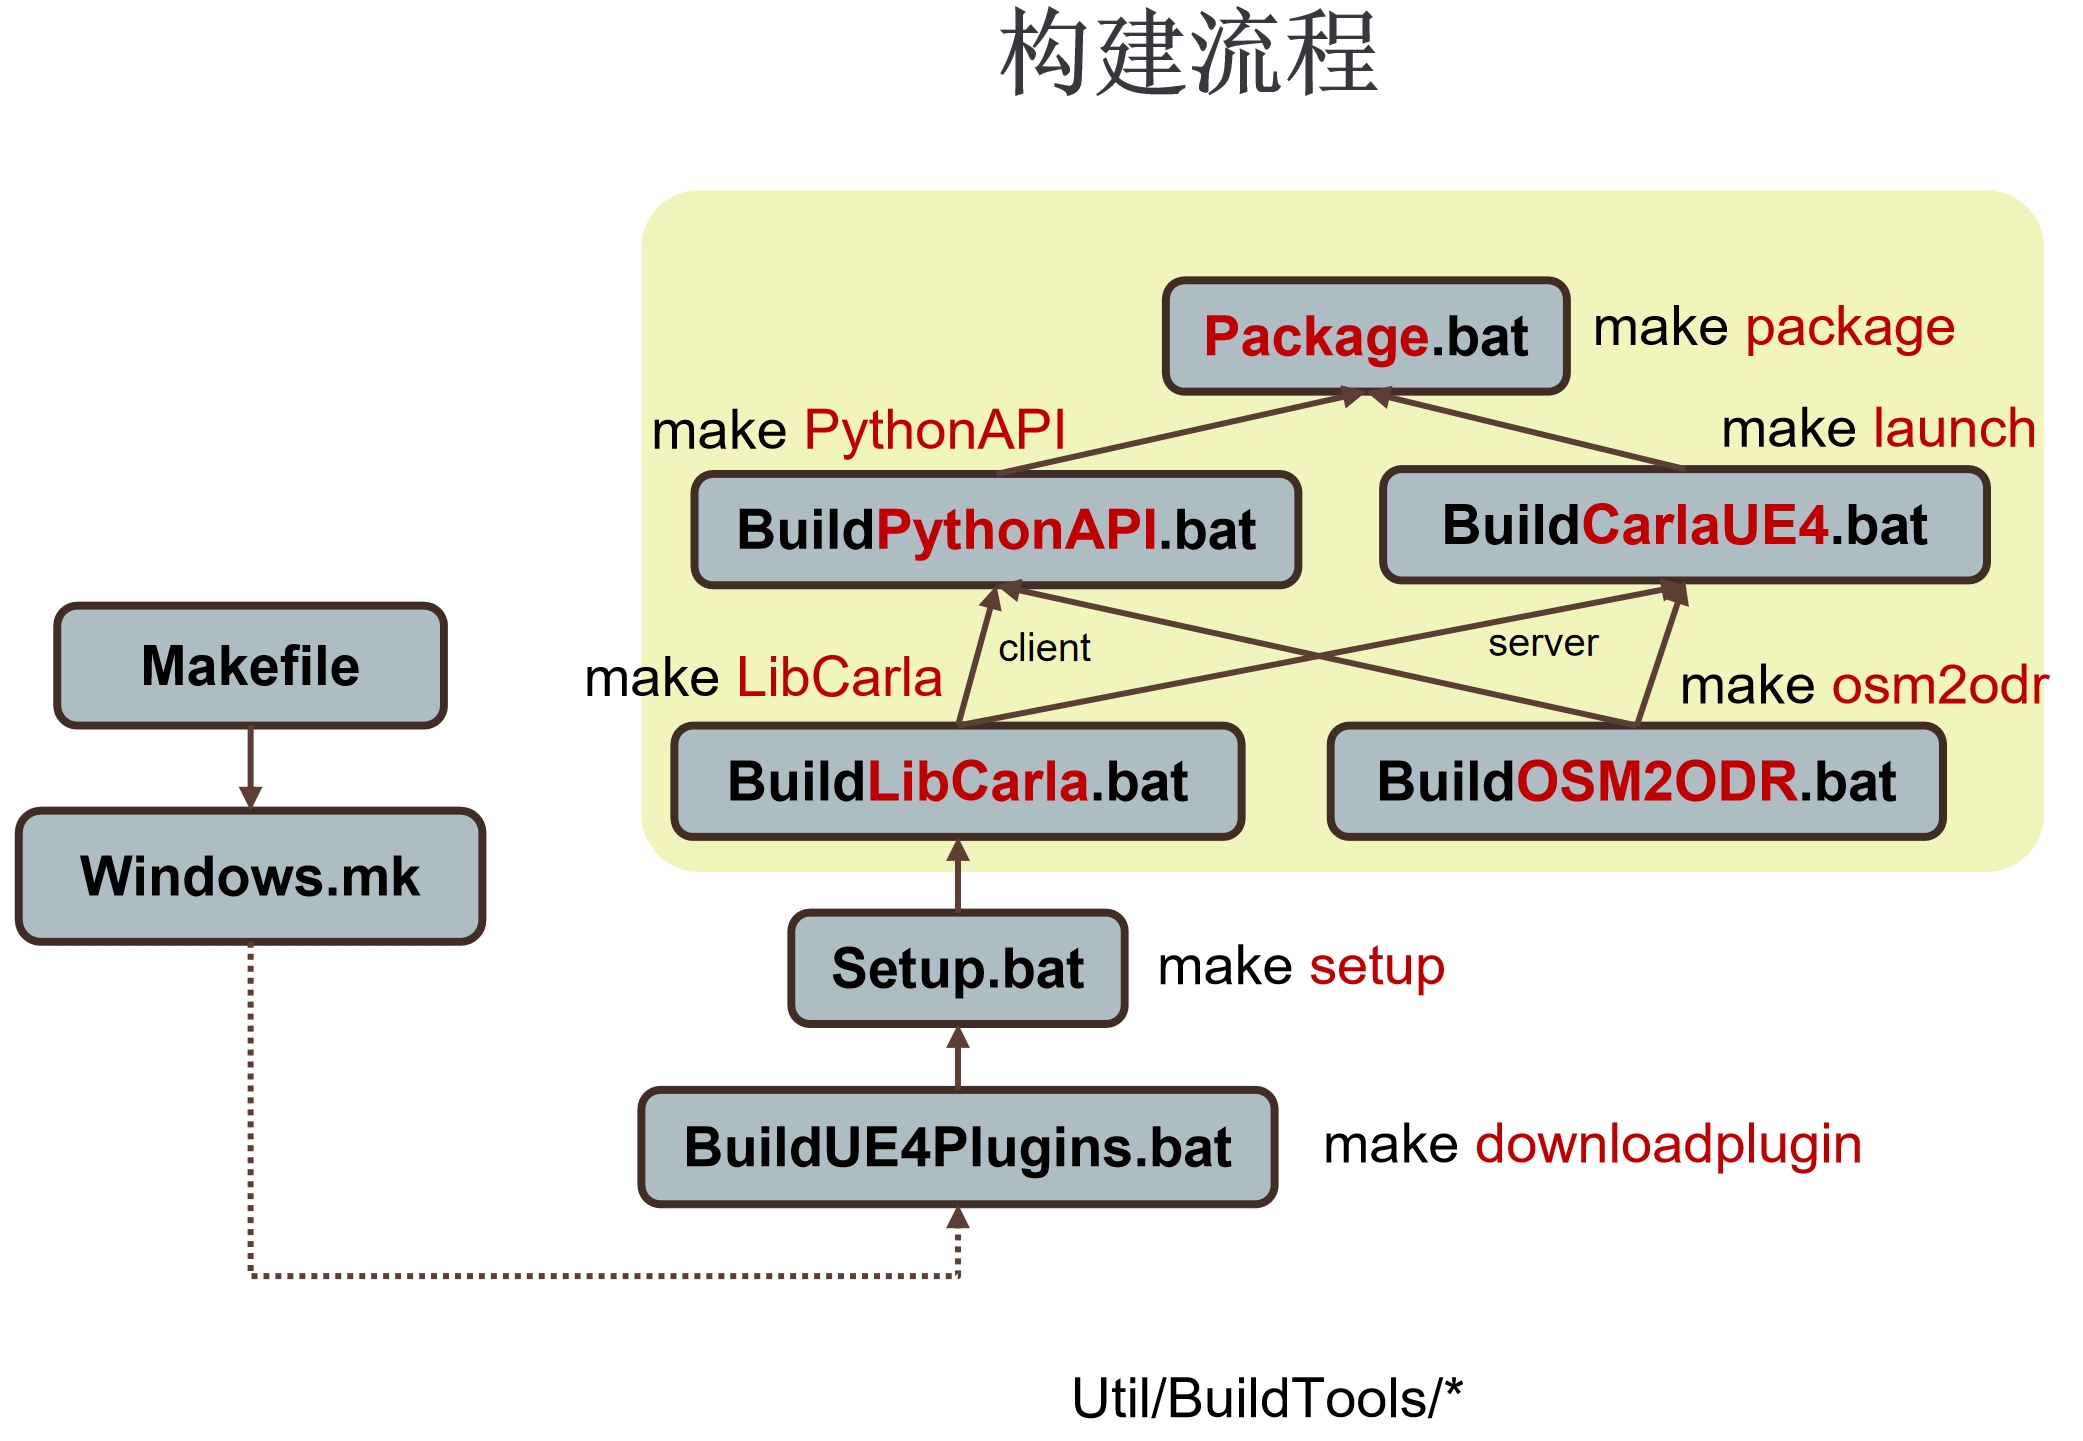 构建流程
Package.bat
make package
make PythonAPI
make launch
BuildPythonAPI.bat
BuildCarlaUE4.bat
Makefile
client
server
make LibCarla
make osm2odr
BuildLibCarla.bat
BuildOSM2ODR.bat
Windows.mk
Setup.bat
make setup
BuildUE4Plugins.bat
make downloadplugin
Util/BuildTools/*